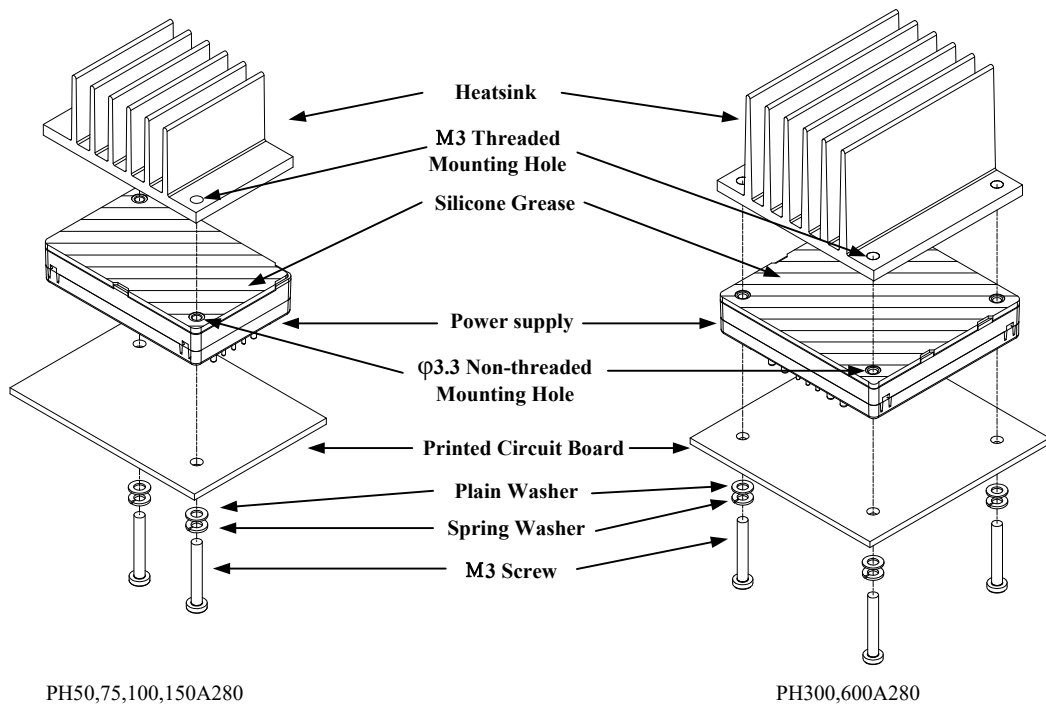 Heatsink
M3 Threaded
Mounting Hole
Silicone Grease
Power supply
φ3.3 Non-threaded
Mounting Hole
Printed Circuit Board
Plain Washer
Spring Washer
M3 Screw
PH50,75,100,150A280
PH300,600A280